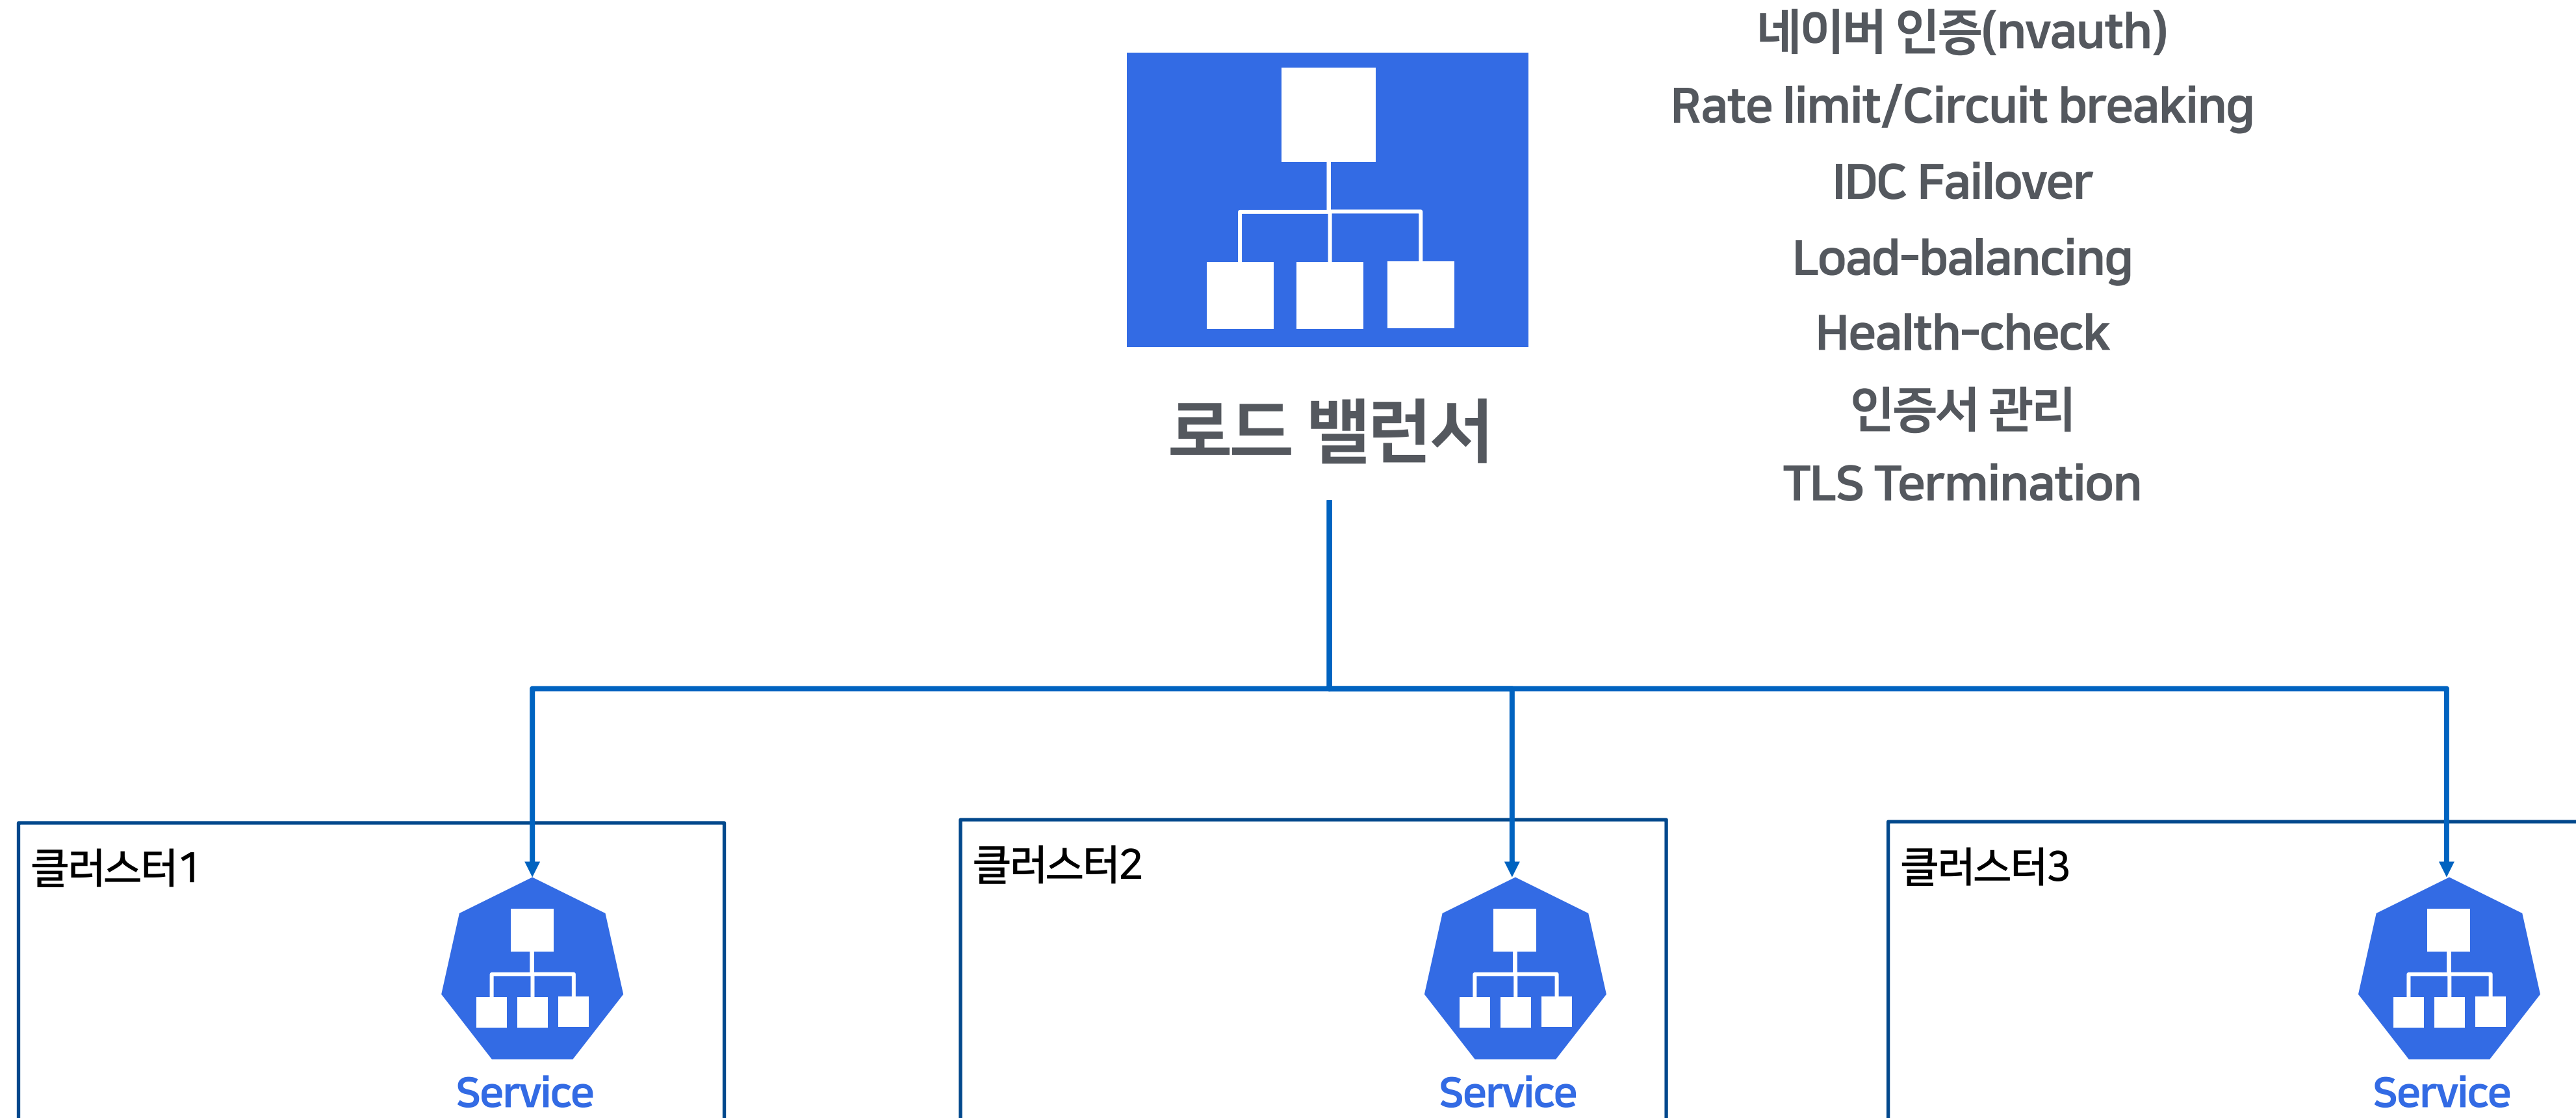 네이버 인증(nvauth)
Rate limit/Circuit breaking
IDC Failover
Load-balancing
Health-check
인증서 관리
TLS Termination
로드 밸런서
클러스터1
클러스터2
클러스터3
Service
Service
Service